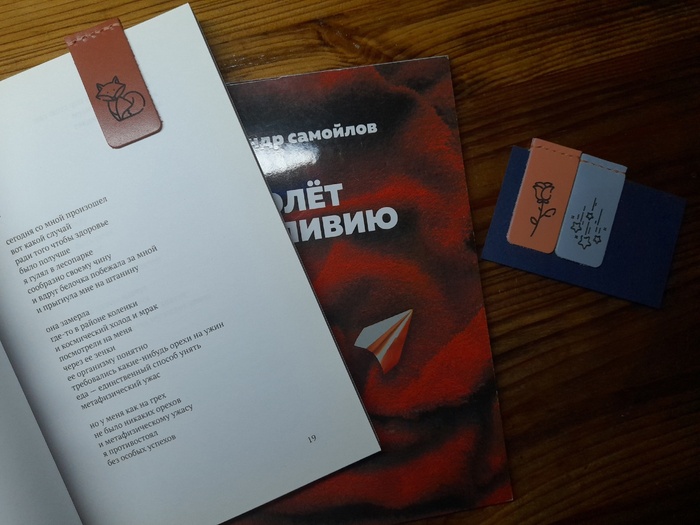 сегодня со мной произошел
вот какой случай
ради того чтобы здоровье
было получше
я гулял в лесопарке
сообразно своему чину
и вдруг белочка побежала за мной
и прыгнула мне на штанину
она замерла
где-то в районе коленки
и космический холод и мрак
посмотрели на меня
через ее зенки
ее организму понятно
требовались какие-нибудь орехи на ужин
еда — единственный способ унять
метафизический ужас
но у меня как на грех
не было никаких орехов
и метафизическому ужасу
я противостоял
без особых успехов
19
ндр самойлов
ОЛЁТ
ЛИВИЮ